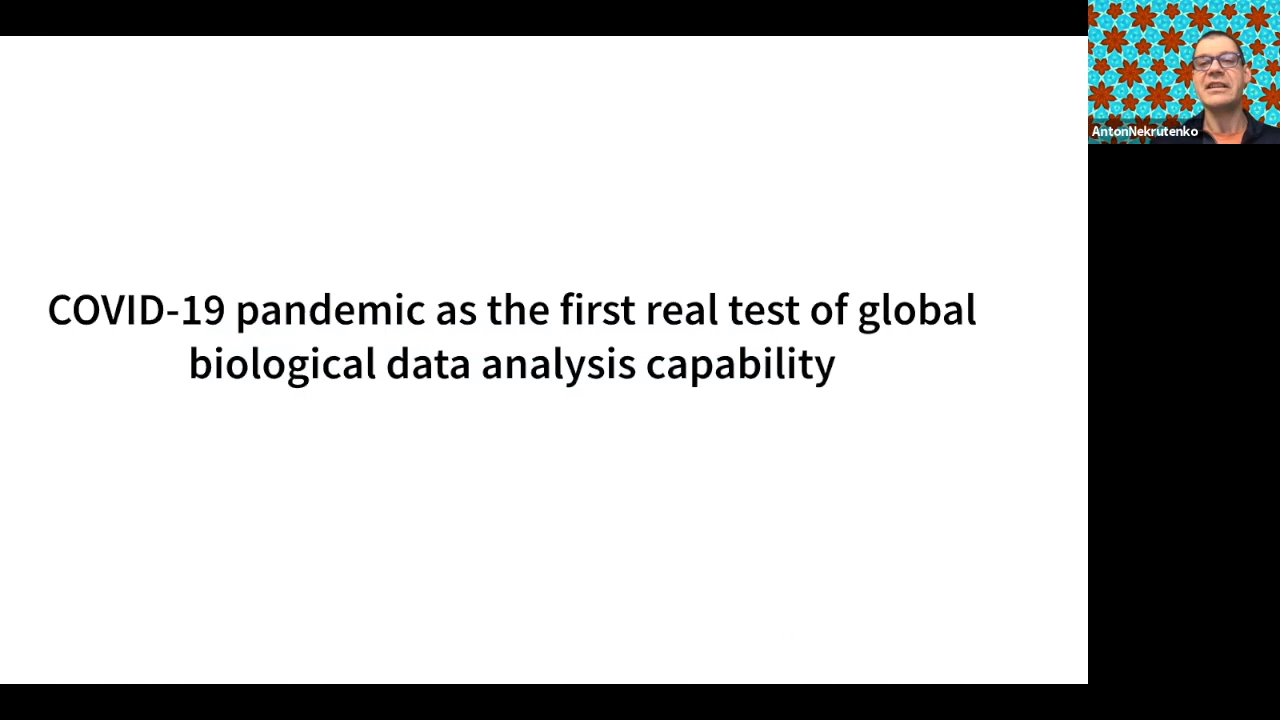 COVID-19 pandemic as the first real test of global
biological data analysis capability
AntonNekrutenko